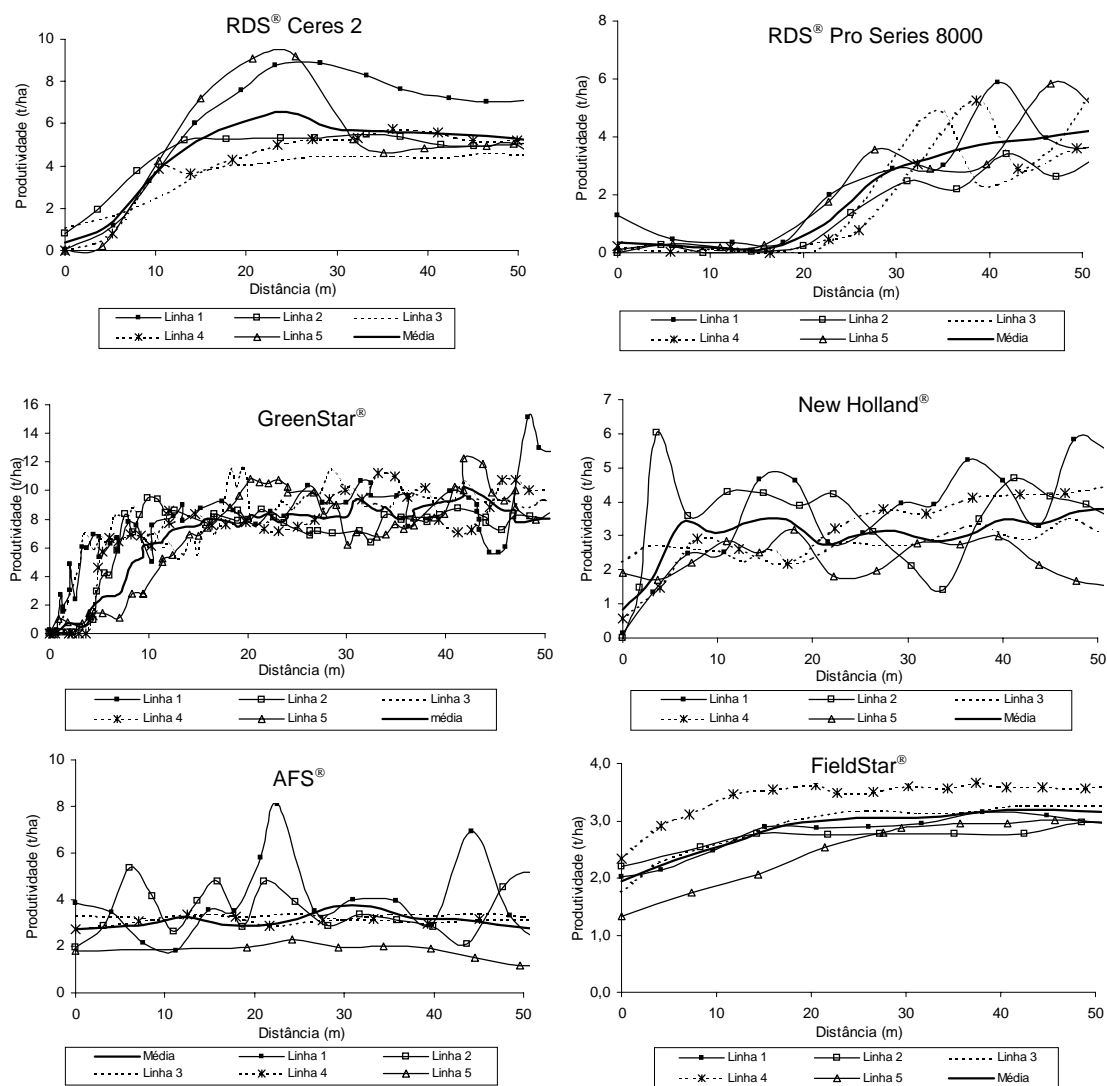 RDS® Ceres 2
Produtividade (t/ha)
10
8
6
4
2
0
0 10 20 30 40 50
Distância (m)
Linha 1 Linha 2 Linha 3
Linha 4 Linha 5 Média
RDS® Pro Series 8000
Produtividade (t/ha)
8
6
4
2
0
0 10 20 30 40 50
Distância (m)
Linha 1 Linha 2 Linha 3
Linha 4 Linha 5 Média
GreenStar®
Produtividade (t/ha)
16
14
12
10
8
6
4
2
0
0 10 20 30 40 50
Distância (m)
Linha 1 Linha 2 Linha 3
Linha 4 Linha 5 média
New Holland®
Produtividade (t/ha)
7
6
5
4
3
2
1
0
0 10 20 30 40 50
Distância (m)
Linha 1 Linha 2 Linha 3
Linha 4 Linha 5 Média
AFS®
Produtividade (t/ha)
10
8
6
4
2
0
0 10 20 30 40 50
Distância (m)
Média Linha 1 Linha 2
Linha 3 Linha 4 Linha 5
FieldStar®
Produtividade (t/ha)
4,0
3,0
2,0
1,0
0,0
0 10 20 30 40 50
Distância (m)
Linha 1 Linha 2 Linha 3
Linha 4 Linha 5 Média